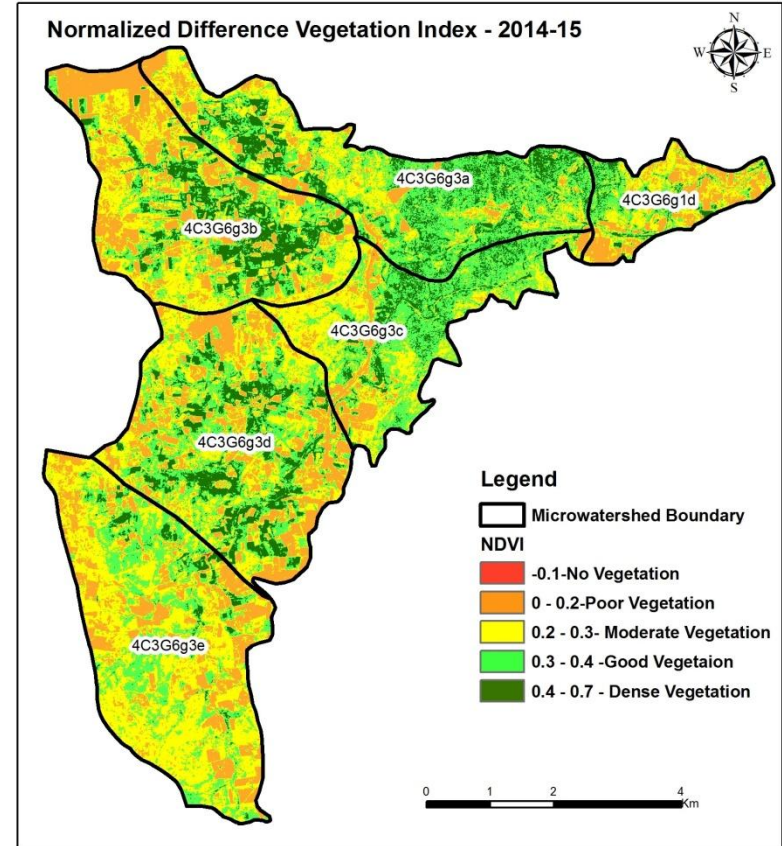 Normalized Difference Vegetation Index - 2014-15
N
W E
S
4C3G6g3a
4C3G6g1d
4C3G6g3b
4C3G6g3c
4C3G6g3d
4C3G6g3e
Legend
Microwatershed Boundary
NDVI
-0.1-No Vegetation
0 - 0.2-Poor Vegetation
0.2 - 0.3- Moderate Vegetation
0.3 - 0.4 -Good Vegetaion
0.4 - 0.7 - Dense Vegetation
0 1 2 4
Km